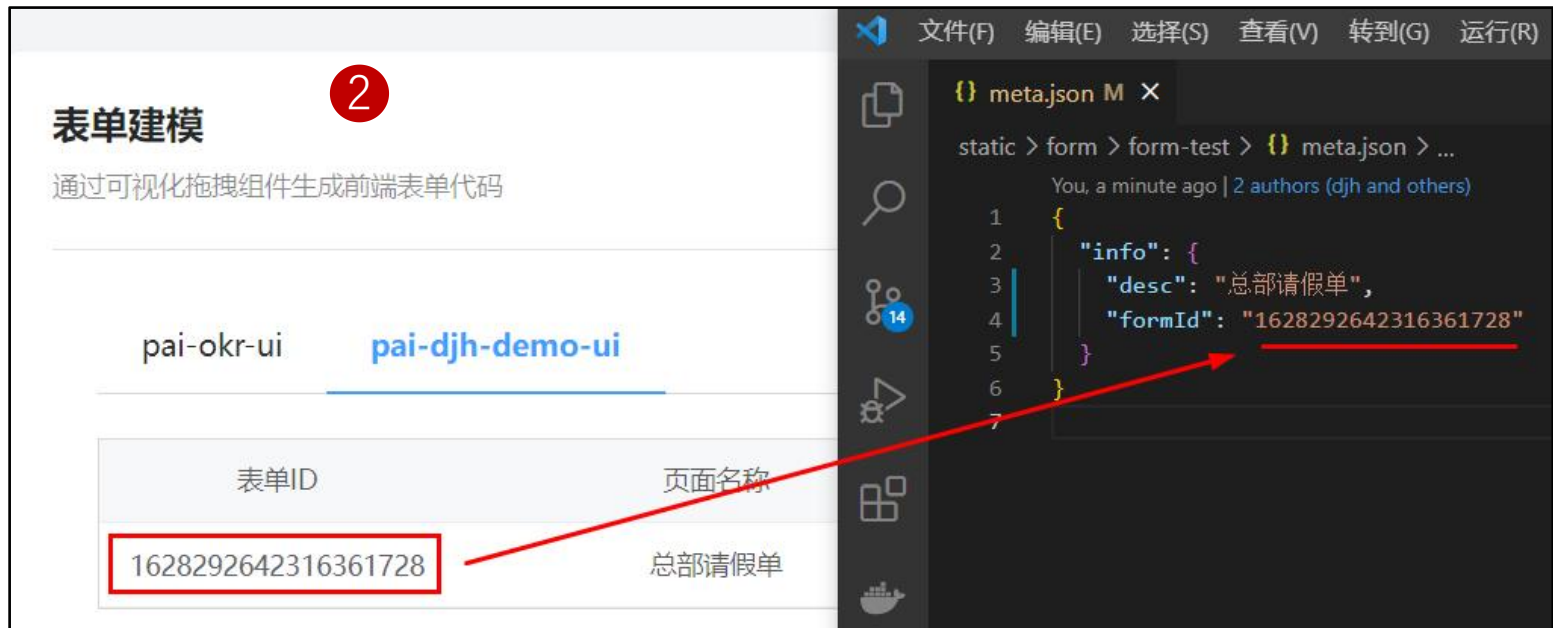 2
表单建模
通过可视化拖拽组件生成前端表单代码
pai-okr-ui pai-djh-demo-ui
表单ID 页面名称
1628292642316361728 总部请假单
文件(F) 编辑(E) 选择(S) 查看(V) 转到(G) 运行(R)
{} meta.json M ×
static > form > form-test > {} meta.json > ...
You, a minute ago | 2 authors (djh and others)
1 {
2 "info": {
3 "desc": "总部请假单",
4 "formId": "1628292642316361728"
5 }
6 }
7
14